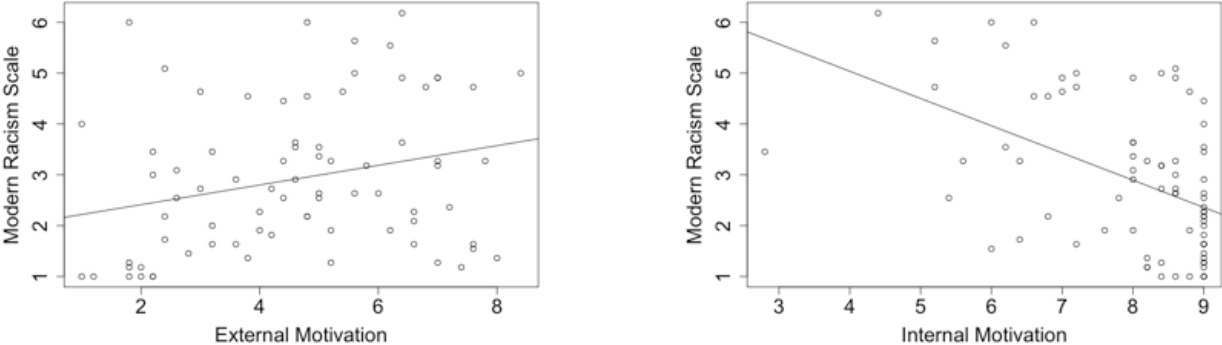 Modern Racism Scale
6
5
4
3
2
1
2 4 6 8
External Motivation
Modern Racism Scale
6
5
4
3
2
1
3 4 5 6 7 8 9
Internal Motivation